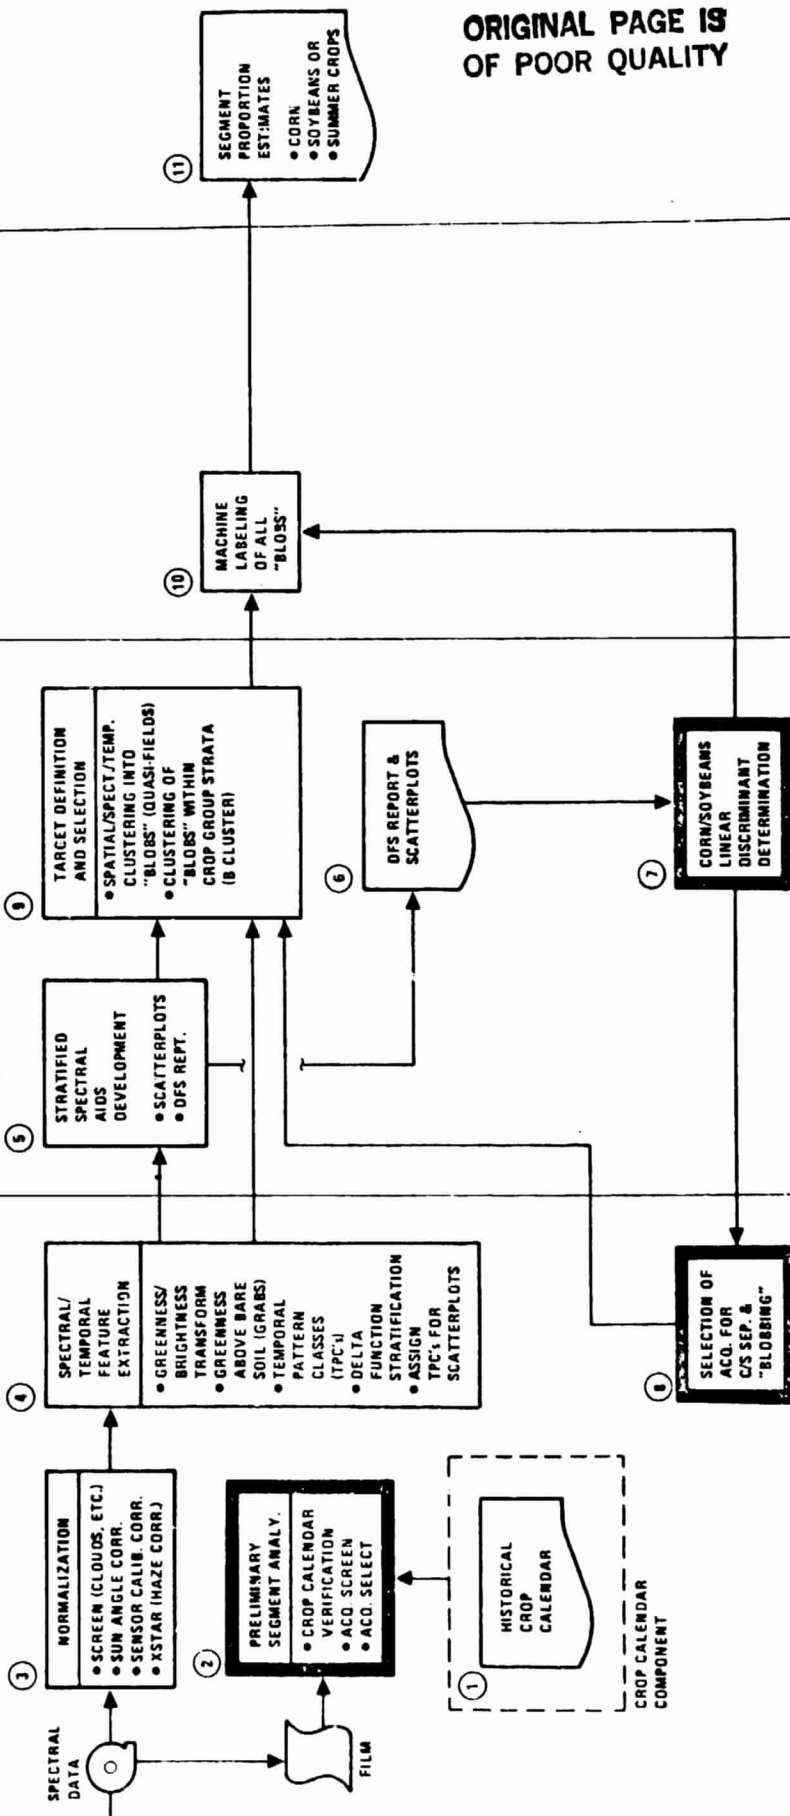 ORIGINAL PAGE IS
OF POOR QUALITY
SPECTRAL
DATA
FILM
1
HISTORICAL
CROP
CALENDAR
CROP CALENDAR
COMPONENT
2
PRELIMINARY
SEGMENT ANALY.
• CROP CALENDAR
VERIFICATION
• ACQ. SCREEN
• ACQ. SELECT
3
NORMALIZATION
• SCREEN (CLOUDS, ETC.)
• SUN ANGLE CORR.
• SENSOR CALIB. CORR.
• XSTAR (HAZE CORR.)
4
SPECTRAL/
TEMPORAL
FEATURE
EXTRACTION
• GREENNESS/
BRIGHTNESS
TRANSFORM
• GREENNESS
ABOVE BARE
SOIL (GRABS)
• TEMPORAL
PATTERN
CLASSES
(TPC's)
• DELTA
FUNCTION
STRATIFICATION
• ASSIGN
TPC's FOR
SCATTERPLOTS
5
STRATIFIED
SPECTRAL
AIDS
DEVELOPMENT
• SCATTERPLOTS
• DFS REPT.
6
DFS REPORT &
SCATTERPLOTS
7
CORN/SOYBEANS
LINEAR
DISCRIMINANT
DETERMINATION
8
SELECTION OF
ACQ. FOR
C/S SEP. &
"BLOBBING"
9
TARGET DEFINITION
AND SELECTION
• SPATIAL/SPECT./TEMP.
CLUSTERING INTO
"BLOBS" (QUASI-FIELDS)
• CLUSTERING OF
"BLOBS" WITHIN
CROP GROUP STRATA
(B CLUSTER)
10
MACHINE
LABELING
OF ALL
"BLOBS"
11
SEGMENT
PROPORTION
ESTIMATES
• CORN
• SOYBEANS OR
• SUMMER CROPS